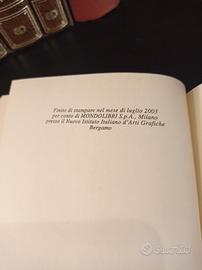 Finito di stampare nel mese di luglio 2003
per conto di MONDOLIBRI S.p.A., Milano
presso il Nuovo Istituto Italiano d'Arti Grafiche
Bergamo
subito